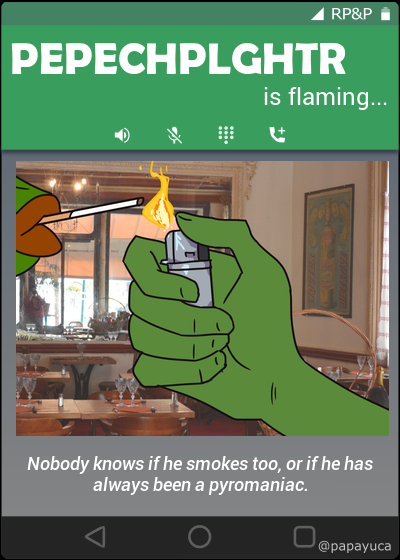 RP&P
PEPECHPLGHTR
is flaming...
Nobody knows if he smokes too, or if he has
always been a pyromaniac.
@papayuca